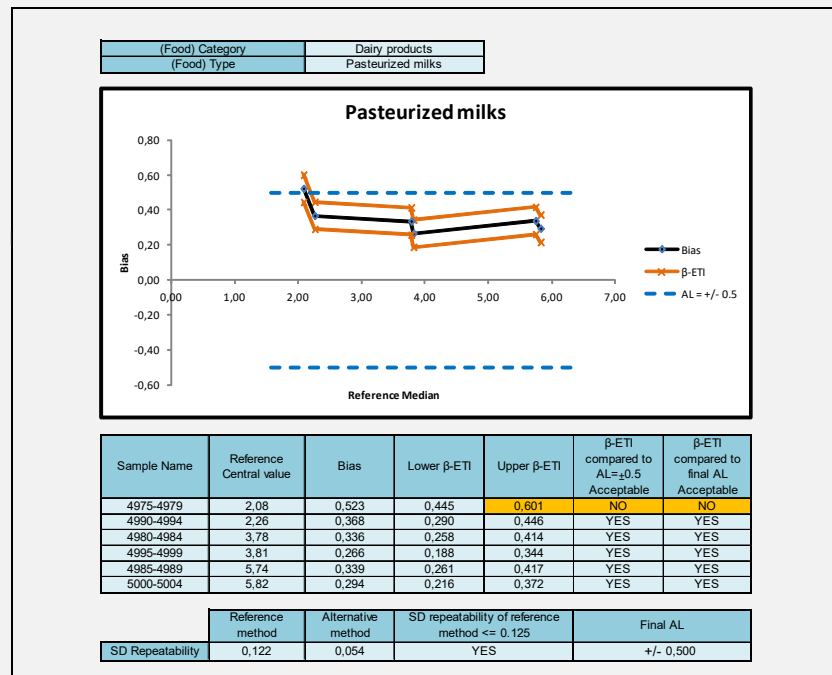 (Food) Category Dairy products
(Food) Type Pasteurized milks
Pasteurized milks
0,80
0,60
0,40
0,20
0,00
-0,20
-0,40
-0,60
0,00 1,00 2,00 3,00 4,00 5,00 6,00 7,00
Bias
Reference Median
Bias
β-ETI
AL = +/- 0.5
Sample Name Reference Central value Bias Lower β-ETI Upper β-ETI β-ETI compared to AL=±0.5 Acceptable β-ETI compared to final AL Acceptable
4975-4979 2,08 0,523 0,445 0,601 NO NO
4990-4994 2,26 0,368 0,290 0,446 YES YES
4980-4984 3,78 0,336 0,258 0,414 YES YES
4995-4999 3,81 0,266 0,188 0,344 YES YES
4985-4989 5,74 0,339 0,261 0,417 YES YES
5000-5004 5,82 0,294 0,216 0,372 YES YES
Reference method Alternative method SD repeatability of reference method <= 0.125 Final AL
SD Repeatability 0,122 0,054 YES +/- 0,500